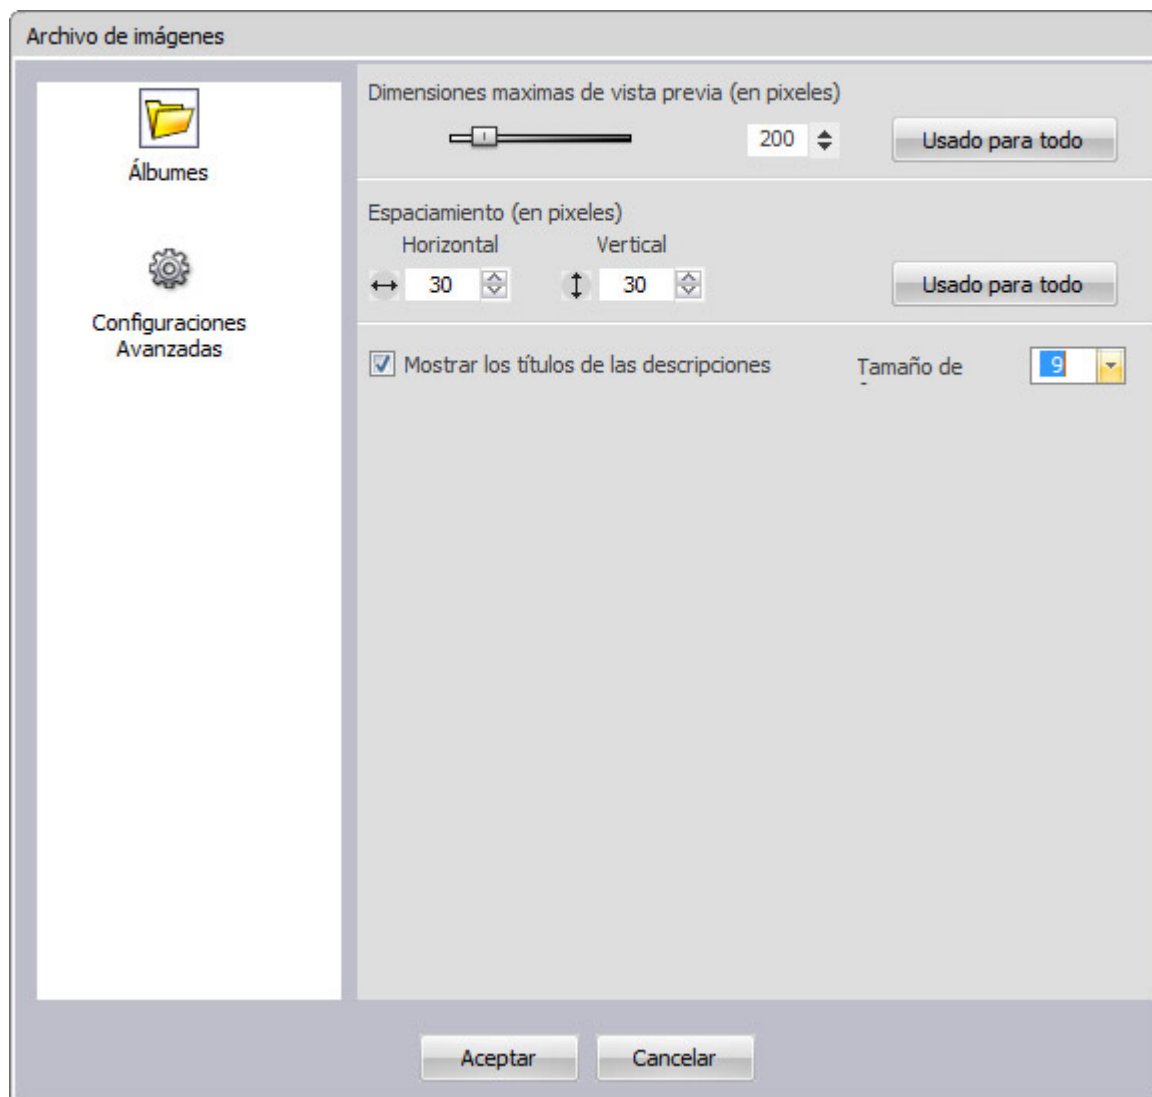 Archivo de imágenes
Álbumes
Configuraciones
Avanzadas
Dimensiones maximas de vista previa (en pixeles)
200
Usado para todo
Espaciamiento (en pixeles)
Horizontal Vertical
30 30
Usado para todo
Mostrar los títulos de las descripciones
Tamaño de
9
Aceptar Cancelar